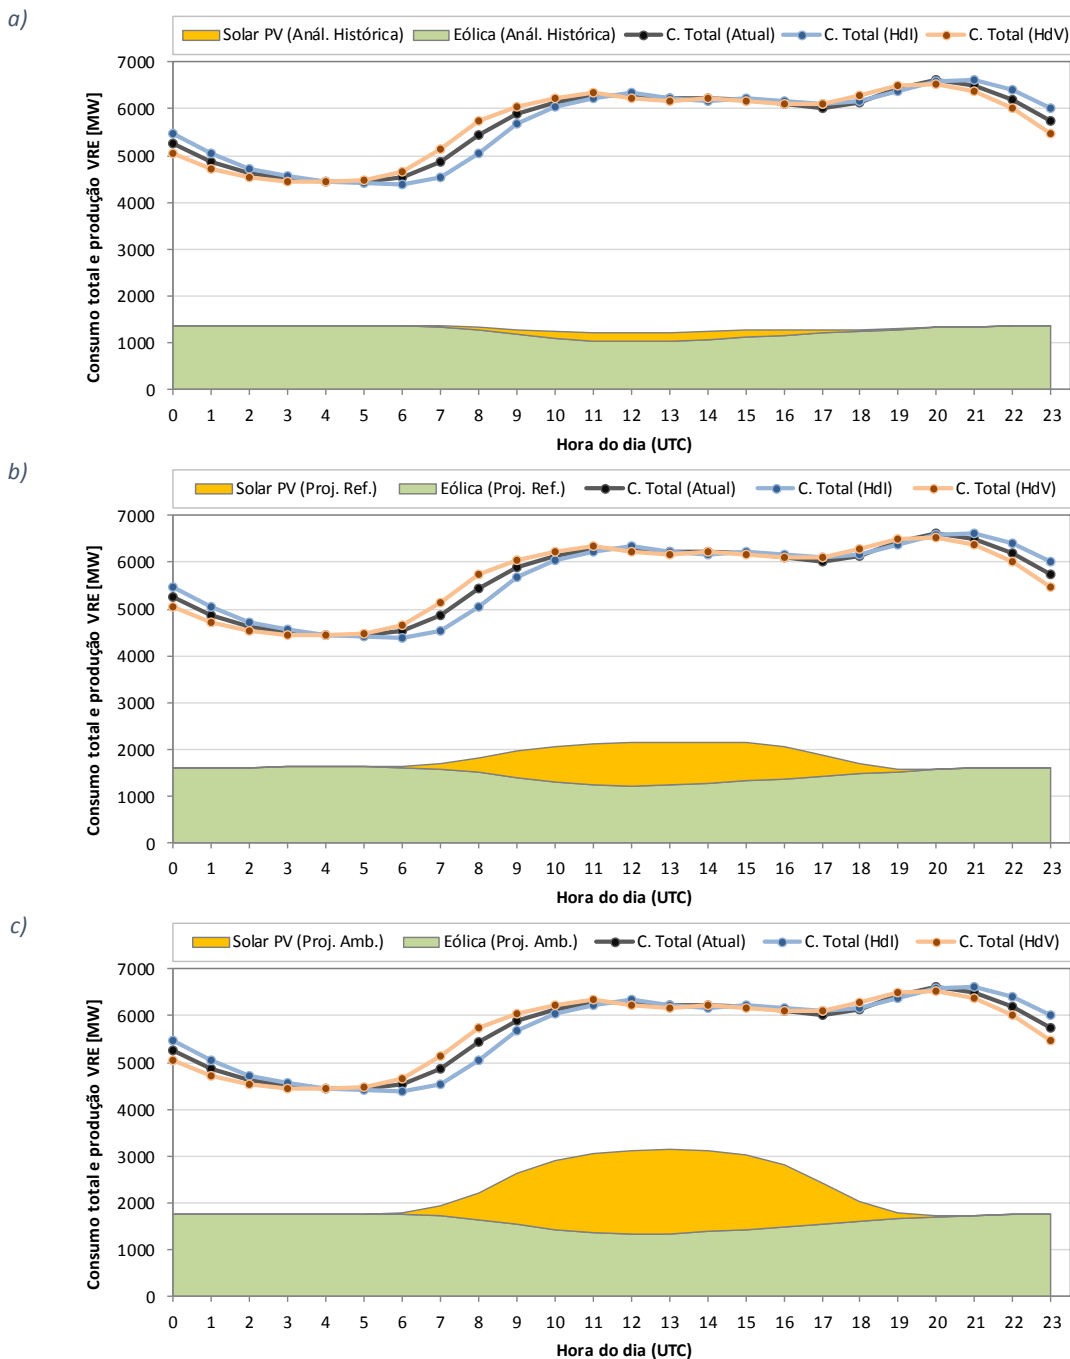 a)
Solar PV (Anál. Histórica) Eólica (Anál. Histórica) C. Total (Atual) C. Total (HdI) C. Total (HdV)
Consumo total e produção VRE [MW]
7000
6000
5000
4000
3000
2000
1000
0
0 1 2 3 4 5 6 7 8 9 10 11 12 13 14 15 16 17 18 19 20 21 22 23
Hora do dia (UTC)
b)
Solar PV (Proj. Ref.) Eólica (Proj. Ref.) C. Total (Atual) C. Total (HdI) C. Total (HdV)
Consumo total e produção VRE [MW]
7000
6000
5000
4000
3000
2000
1000
0
0 1 2 3 4 5 6 7 8 9 10 11 12 13 14 15 16 17 18 19 20 21 22 23
Hora do dia (UTC)
c)
Solar PV (Proj. Amb.) Eólica (Proj. Amb.) C. Total (Atual) C. Total (HdI) C. Total (HdV)
Consumo total e produção VRE [MW]
7000
6000
5000
4000
3000
2000
1000
0
0 1 2 3 4 5 6 7 8 9 10 11 12 13 14 15 16 17 18 19 20 21 22 23
Hora do dia (UTC)